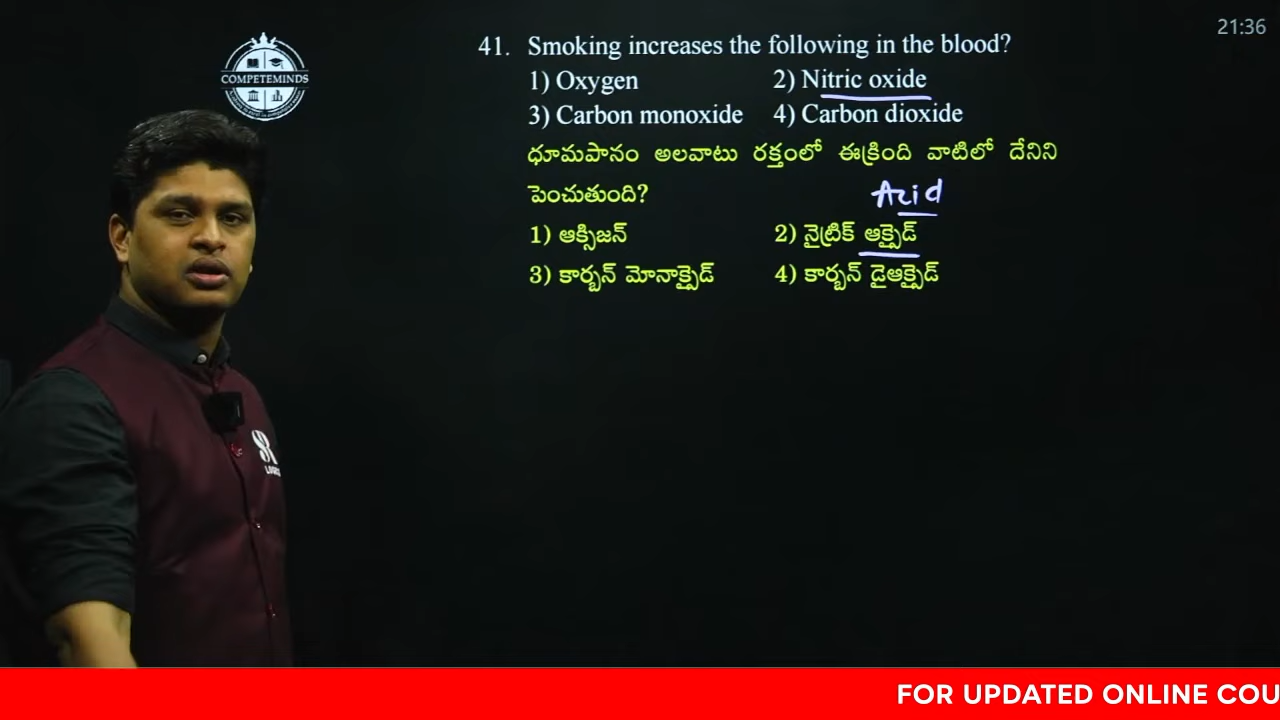 21:36
COMPETEMINDS
41. Smoking increases the following in the blood?
1) Oxygen 2) Nitric oxide
3) Carbon monoxide 4) Carbon dioxide
ధూమపానం అలవాటు రక్తంలో ఈక్రింది వాటిలో దేనిని
పెంచుతుంది? Acid
1) ఆక్సిజన్ 2) నైట్రిక్ ఆక్సైడ్
3) కార్బన్ మోనాక్సైడ్ 4) కార్బన్ డైఆక్సైడ్
SR
FOR UPDATED ONLINE COU